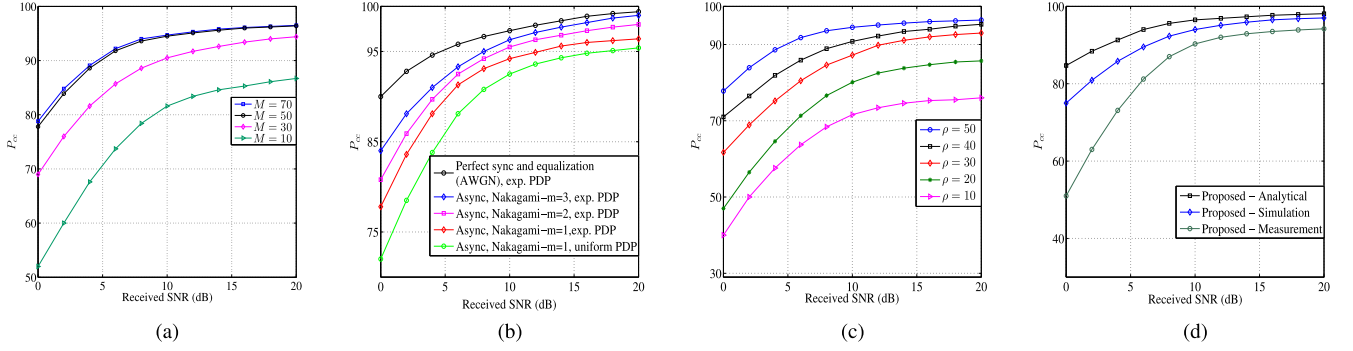 100
90
80
70
60
50
P_cc
0
5
10
15
20
Received SNR (dB)
M = 70
M = 50
M = 30
M = 10
(a)
100
95
85
75
P_cc
0
5
10
15
20
Received SNR (dB)
Perfect sync and equalization
(AWGN), exp. PDP
Async, Nakagami−m=3, exp. PDP
Async, Nakagami−m=2, exp. PDP
Async, Nakagami−m=1,exp. PDP
Async, Nakagami−m=1, uniform PDP
(b)
100
90
70
50
30
P_cc
0
5
10
15
20
Received SNR (dB)
ρ = 50
ρ = 40
ρ = 30
ρ = 20
ρ = 10
(c)
100
80
60
40
P_cc
0
5
10
15
20
Received SNR (dB)
Proposed − Analytical
Proposed − Simulation
Proposed − Measurement
(d)